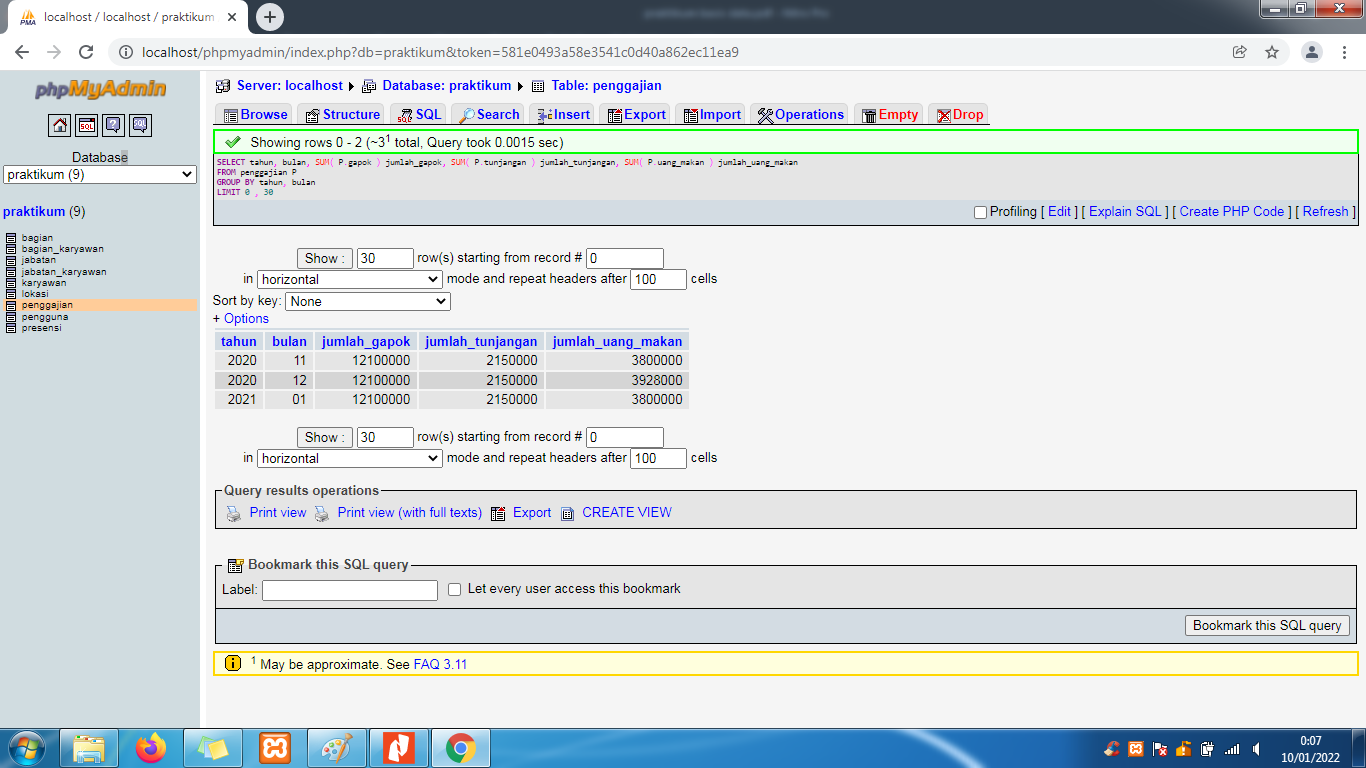 localhost / localhost / praktikum
localhost/phpmyadmin/index.php?db=praktikum&token=581e0493a58e3541c0d40a862ec11ea9
phpMyAdmin
Server: localhost Database: praktikum Table: penggajian
Browse Structure SQL Search Insert Export Import Operations Empty Drop
SQL
Database
praktikum (9)
praktikum (9)
bagian
bagian_karyawan
jabatan
jabatan_karyawan
karyawan
lokasi
penggajian
pengguna
presensi
Showing rows 0 - 2 (~3¹ total, Query took 0.0015 sec)
SELECT tahun, bulan, SUM( P.gapok ) jumlah_gapok, SUM( P.tunjangan ) jumlah_tunjangan, SUM( P.uang_makan ) jumlah_uang_makan
FROM penggajian P
GROUP BY tahun, bulan
LIMIT 0 , 30
Profiling [ Edit ] [ Explain SQL ] [ Create PHP Code ] [ Refresh ]
Show : 30 row(s) starting from record # 0
in horizontal mode and repeat headers after 100 cells
Sort by key: None
+ Options
tahun bulan jumlah_gapok jumlah_tunjangan jumlah_uang_makan
2020 11 12100000 2150000 3800000
2020 12 12100000 2150000 3928000
2021 01 12100000 2150000 3800000
Show : 30 row(s) starting from record # 0
in horizontal mode and repeat headers after 100 cells
Query results operations
Print view Print view (with full texts) Export CREATE VIEW
Bookmark this SQL query
Label: Let every user access this bookmark
Bookmark this SQL query
¹ May be approximate. See FAQ 3.11
0:07
10/01/2022